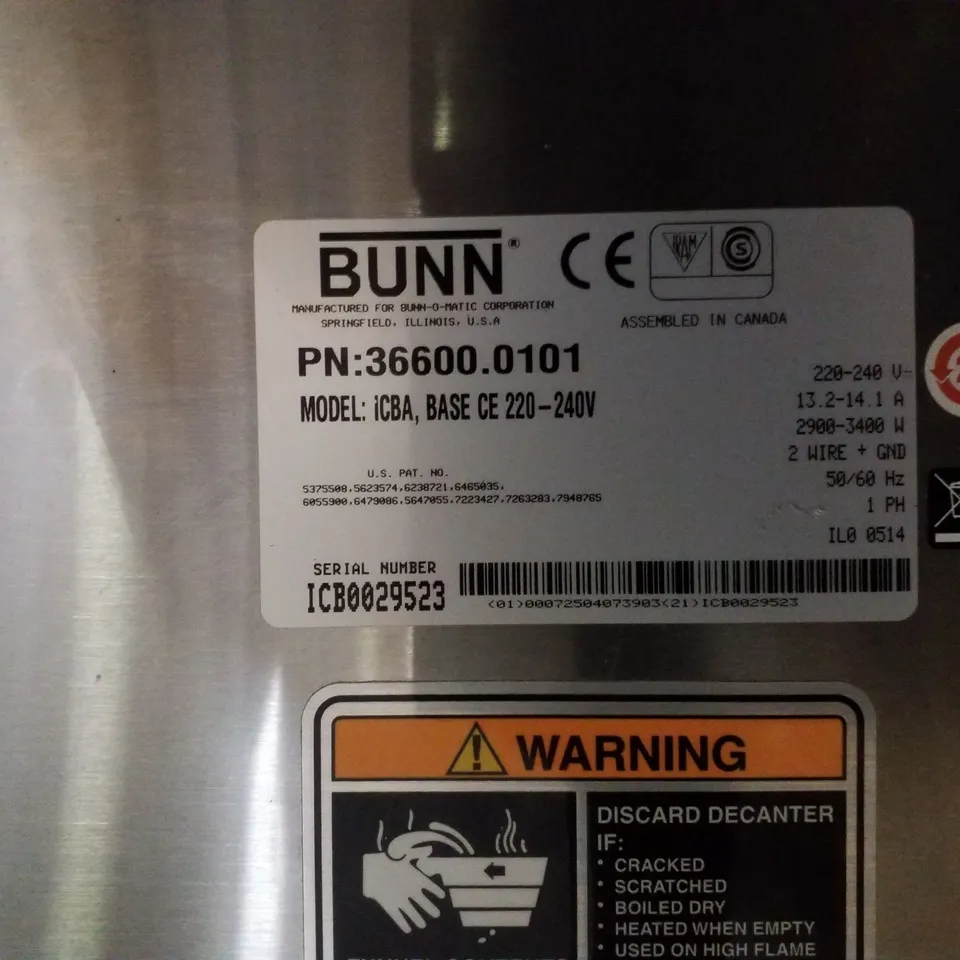 BUNN®
CE
IRAM
S
MANUFACTURED FOR BUNN-O-MATIC CORPORATION
SPRINGFIELD, ILLINOIS, U.S.A
ASSEMBLED IN CANADA
PN:36600.0101
MODEL: iCBA, BASE CE 220-240V
220-240 V~
13.2-14.1 A
2900-3400 W
2 WIRE + GND
50/60 Hz
1 PH
IL0 0514
U.S. PAT. NO.
5375508,5623574,6238721,6465035,
6055900,6479086,5647055,7223427,7263283,7948765
SERIAL NUMBER
ICB0029523
(01)00072504073903(21)ICB0029523
WARNING
DISCARD DECANTER
IF:
• CRACKED
• SCRATCHED
• BOILED DRY
• HEATED WHEN EMPTY
• USED ON HIGH FLAME